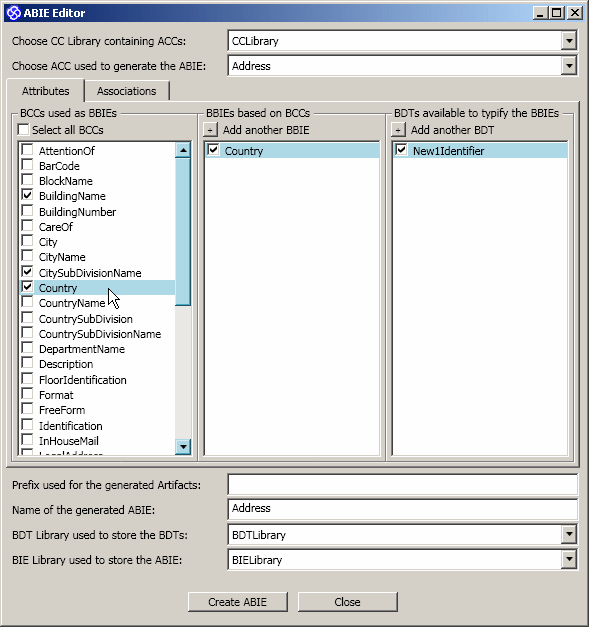 ABIE Editor
Choose CC Library containing ACCs: CCLibrary
Choose ACC used to generate the ABIE: Address
Attributes Associations
BCCs used as BBIEs BBIEs based on BCCs BDTs available to typify the BBIEs
Select all BCCs + Add another BBIE + Add another BDT
AttentionOf Country New1Identifier
BarCode
BlockName
BuildingName
BuildingNumber
CareOf
City
CityName
CitySubDivisionName
Country
CountryName
CountrySubDivision
CountrySubDivisionName
DepartmentName
Description
FloorIdentification
Format
FreeForm
Identification
InHouseMail
LocalAddress
Prefix used for the generated Artifacts:
Name of the generated ABIE: Address
BDT Library used to store the BDTs: BDTLibrary
BIE Library used to store the ABIE: BIELibrary
Create ABIE Close